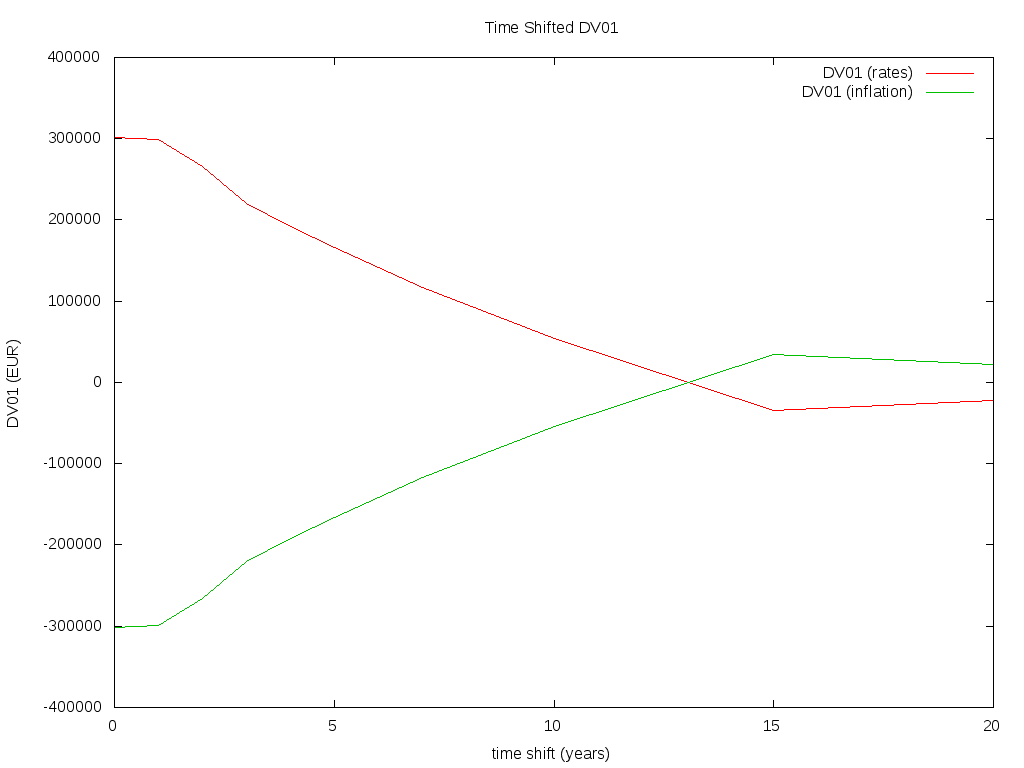 Time Shifted DV01
DV01 (rates)
DV01 (inflation)
400000
300000
200000
100000
0
-100000
-200000
-300000
-400000
DV01 (EUR)
0 5 10 15 20
time shift (years)